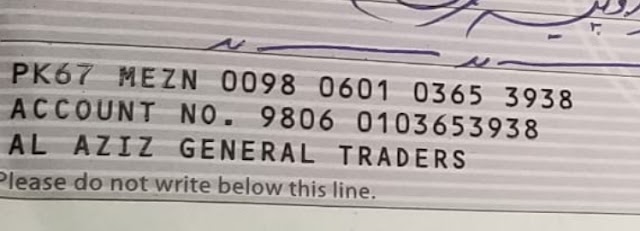 PK67 MEZN 0098 0601 0365 3938
ACCOUNT NO. 9806 0103653938
AL AZIZ GENERAL TRADERS
Please do not write below this line.